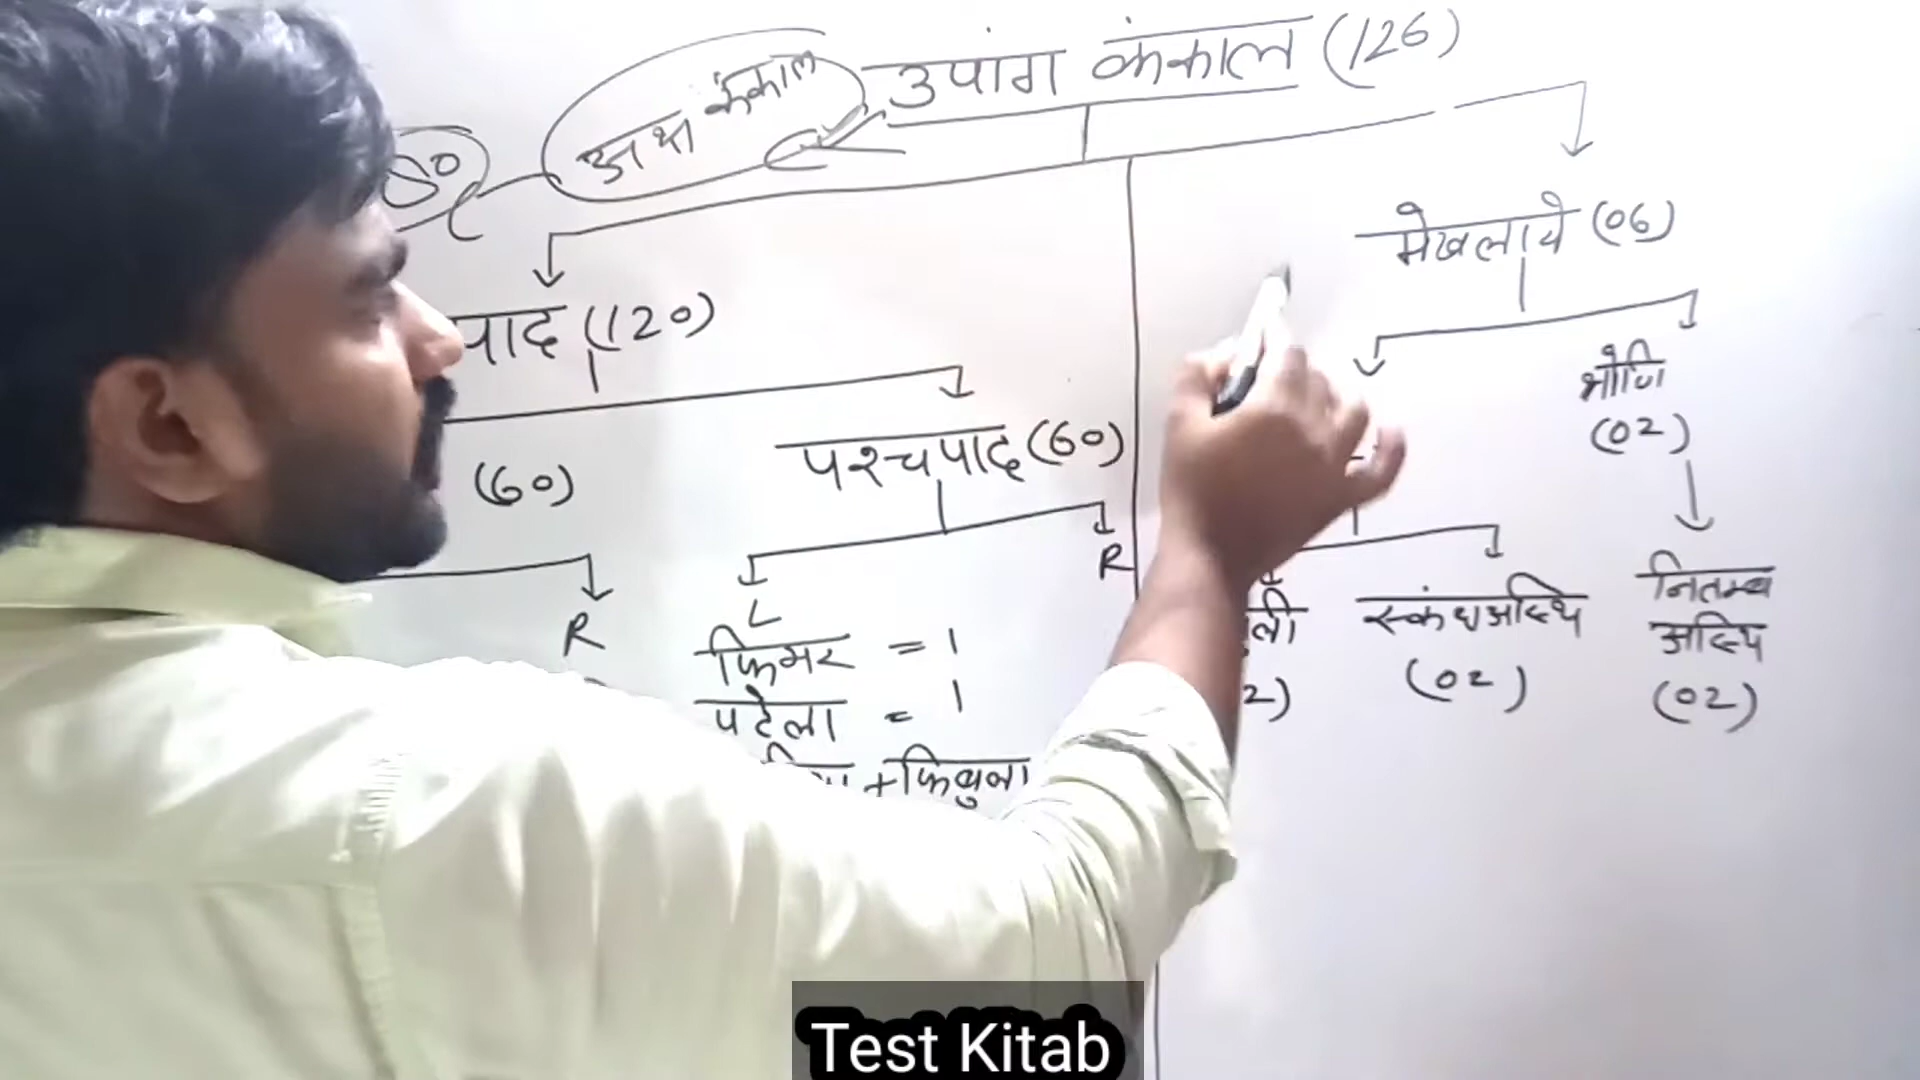 उपांग कंकाल (126)
अक्ष कंकाल
80
मेखलाये (06)
पाद (120)
श्रोणि
(02)
पश्चपाद (60)
(60)
R
L
R
फिमर = 1
पटेला = 1
+ फिबुला
स्कंधअस्थि
(02)
नितम्ब
अस्थि
(02)
Test Kitab